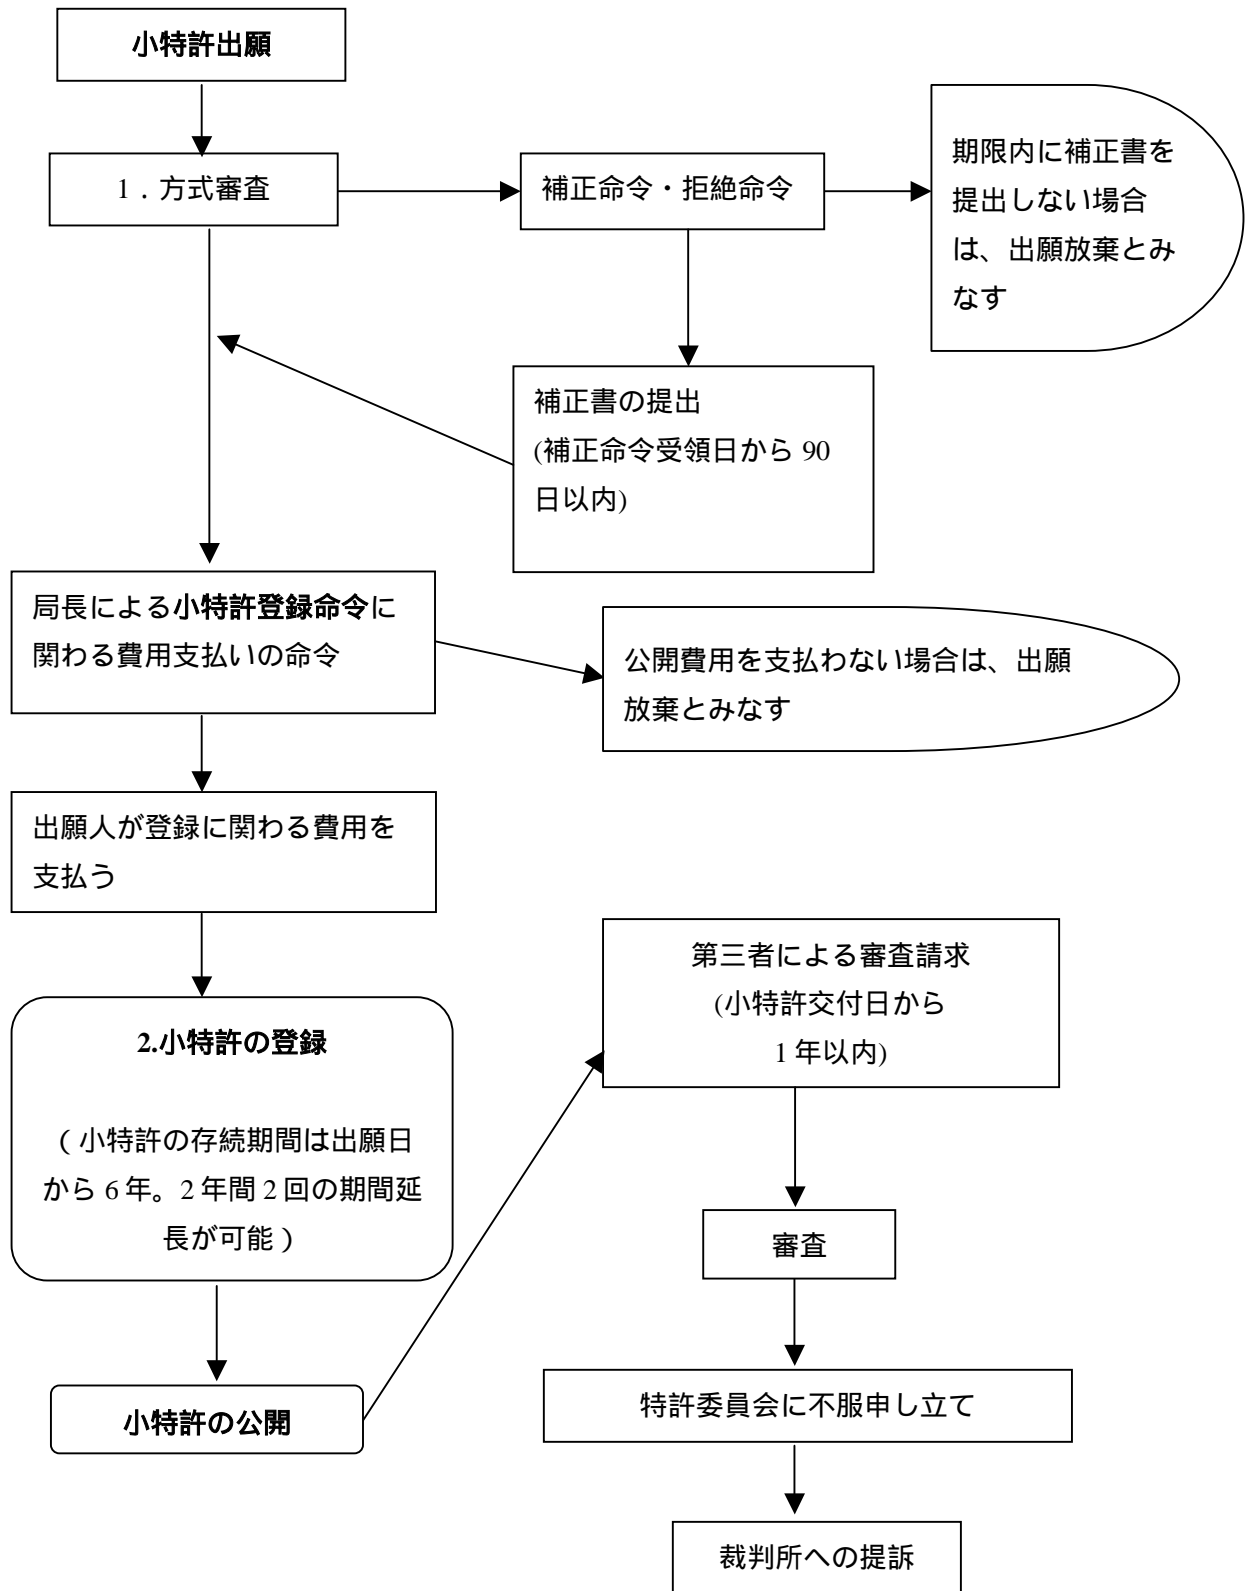 小特許出願
1．方式審査
補正命令・拒絶命令
期限内に補正書を
提出しない場合
は、出願放棄とみ
なす
補正書の提出
(補正命令受領日から 90
日以内)
局長による小特許登録命令に
関わる費用支払いの命令
公開費用を支払わない場合は、出願
放棄とみなす
出願人が登録に関わる費用を
支払う
2.小特許の登録
（小特許の存続期間は出願日
から 6 年。2 年間 2 回の期間延
長が可能）
小特許の公開
第三者による審査請求
(小特許交付日から
1 年以内)
審査
特許委員会に不服申し立て
裁判所への提訴